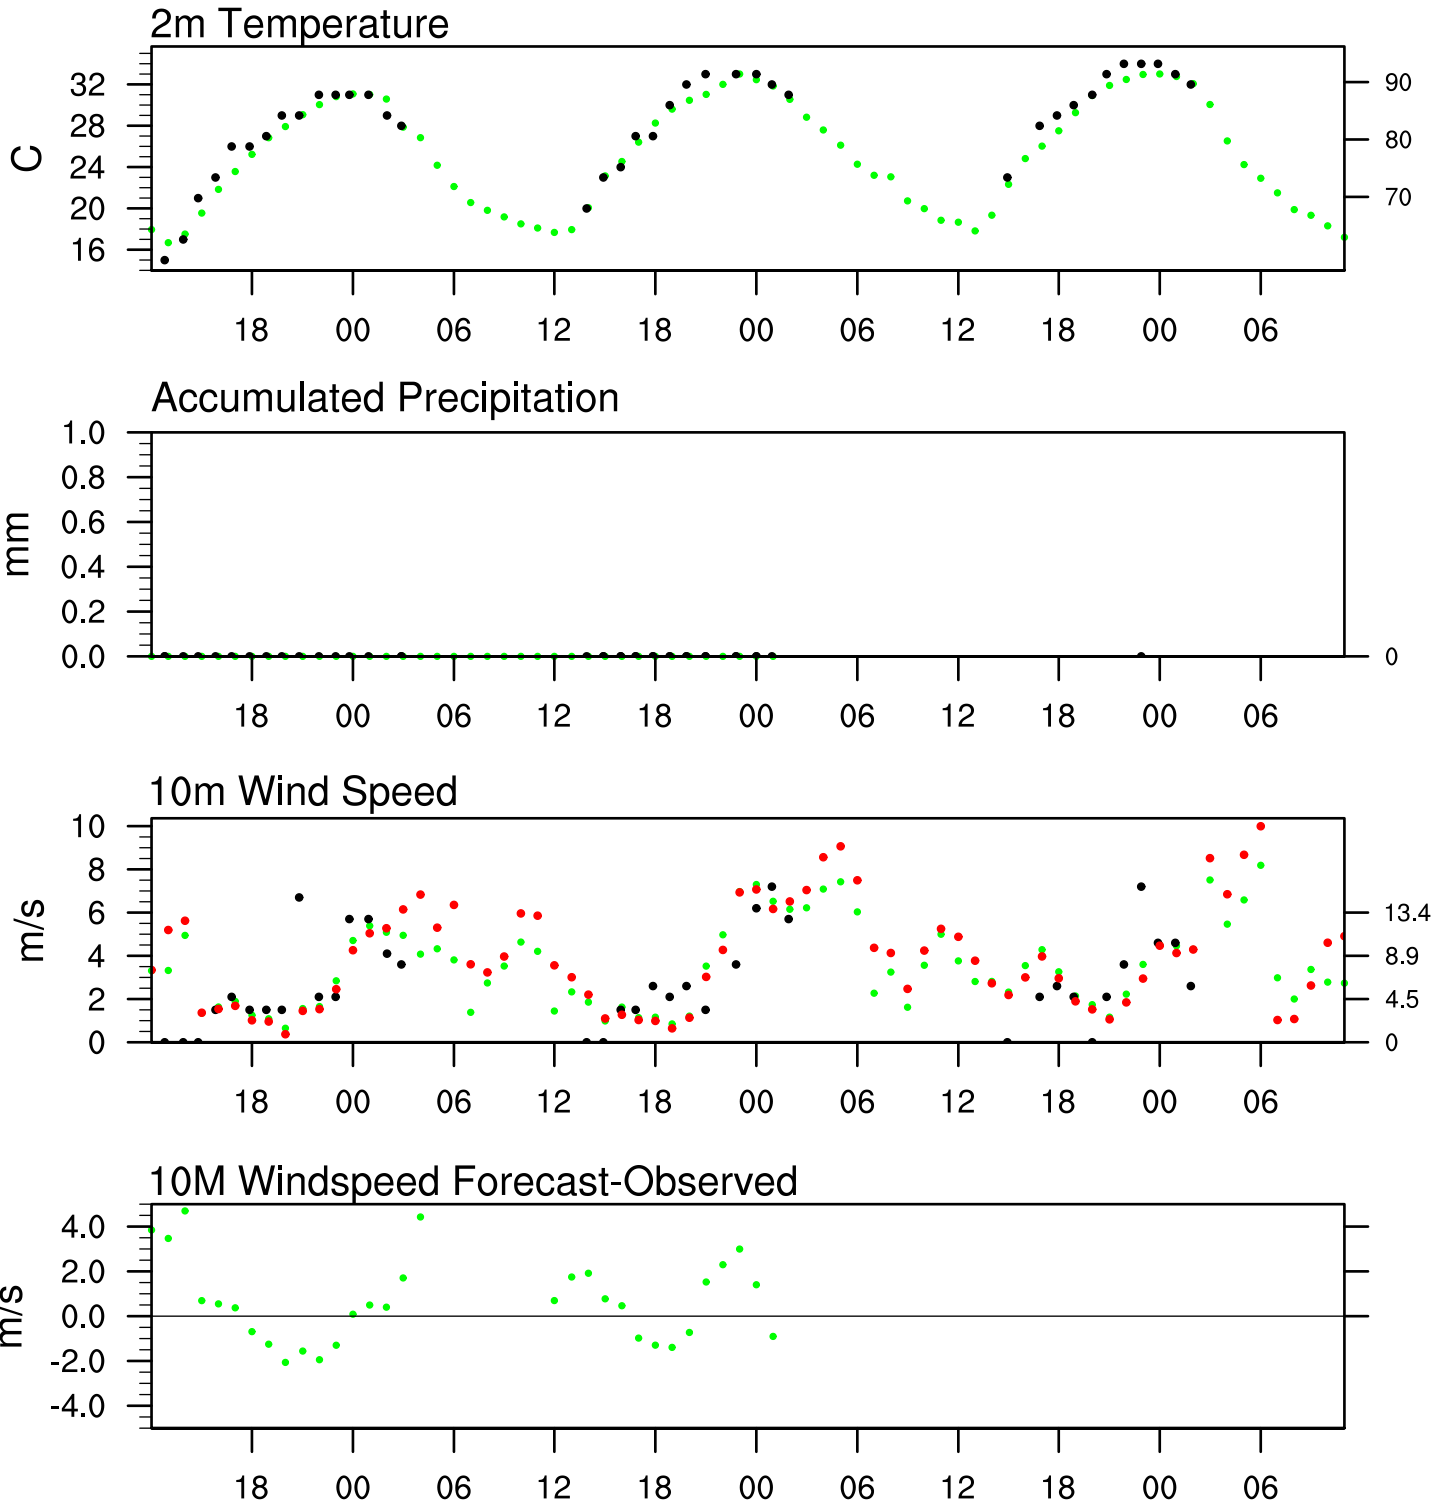 2m Temperature
C
32
28
24
20
16
90
80
70
18 00 06 12 18 00 06 12 18 00 06
Accumulated Precipitation
mm
1.0
0.8
0.6
0.4
0.2
0.0
0
18 00 06 12 18 00 06 12 18 00 06
10m Wind Speed
m/s
10
8
6
4
2
0
13.4
8.9
4.5
0
18 00 06 12 18 00 06 12 18 00 06
10M Windspeed Forecast-Observed
m/s
4.0
2.0
0.0
-2.0
-4.0
18 00 06 12 18 00 06 12 18 00 06